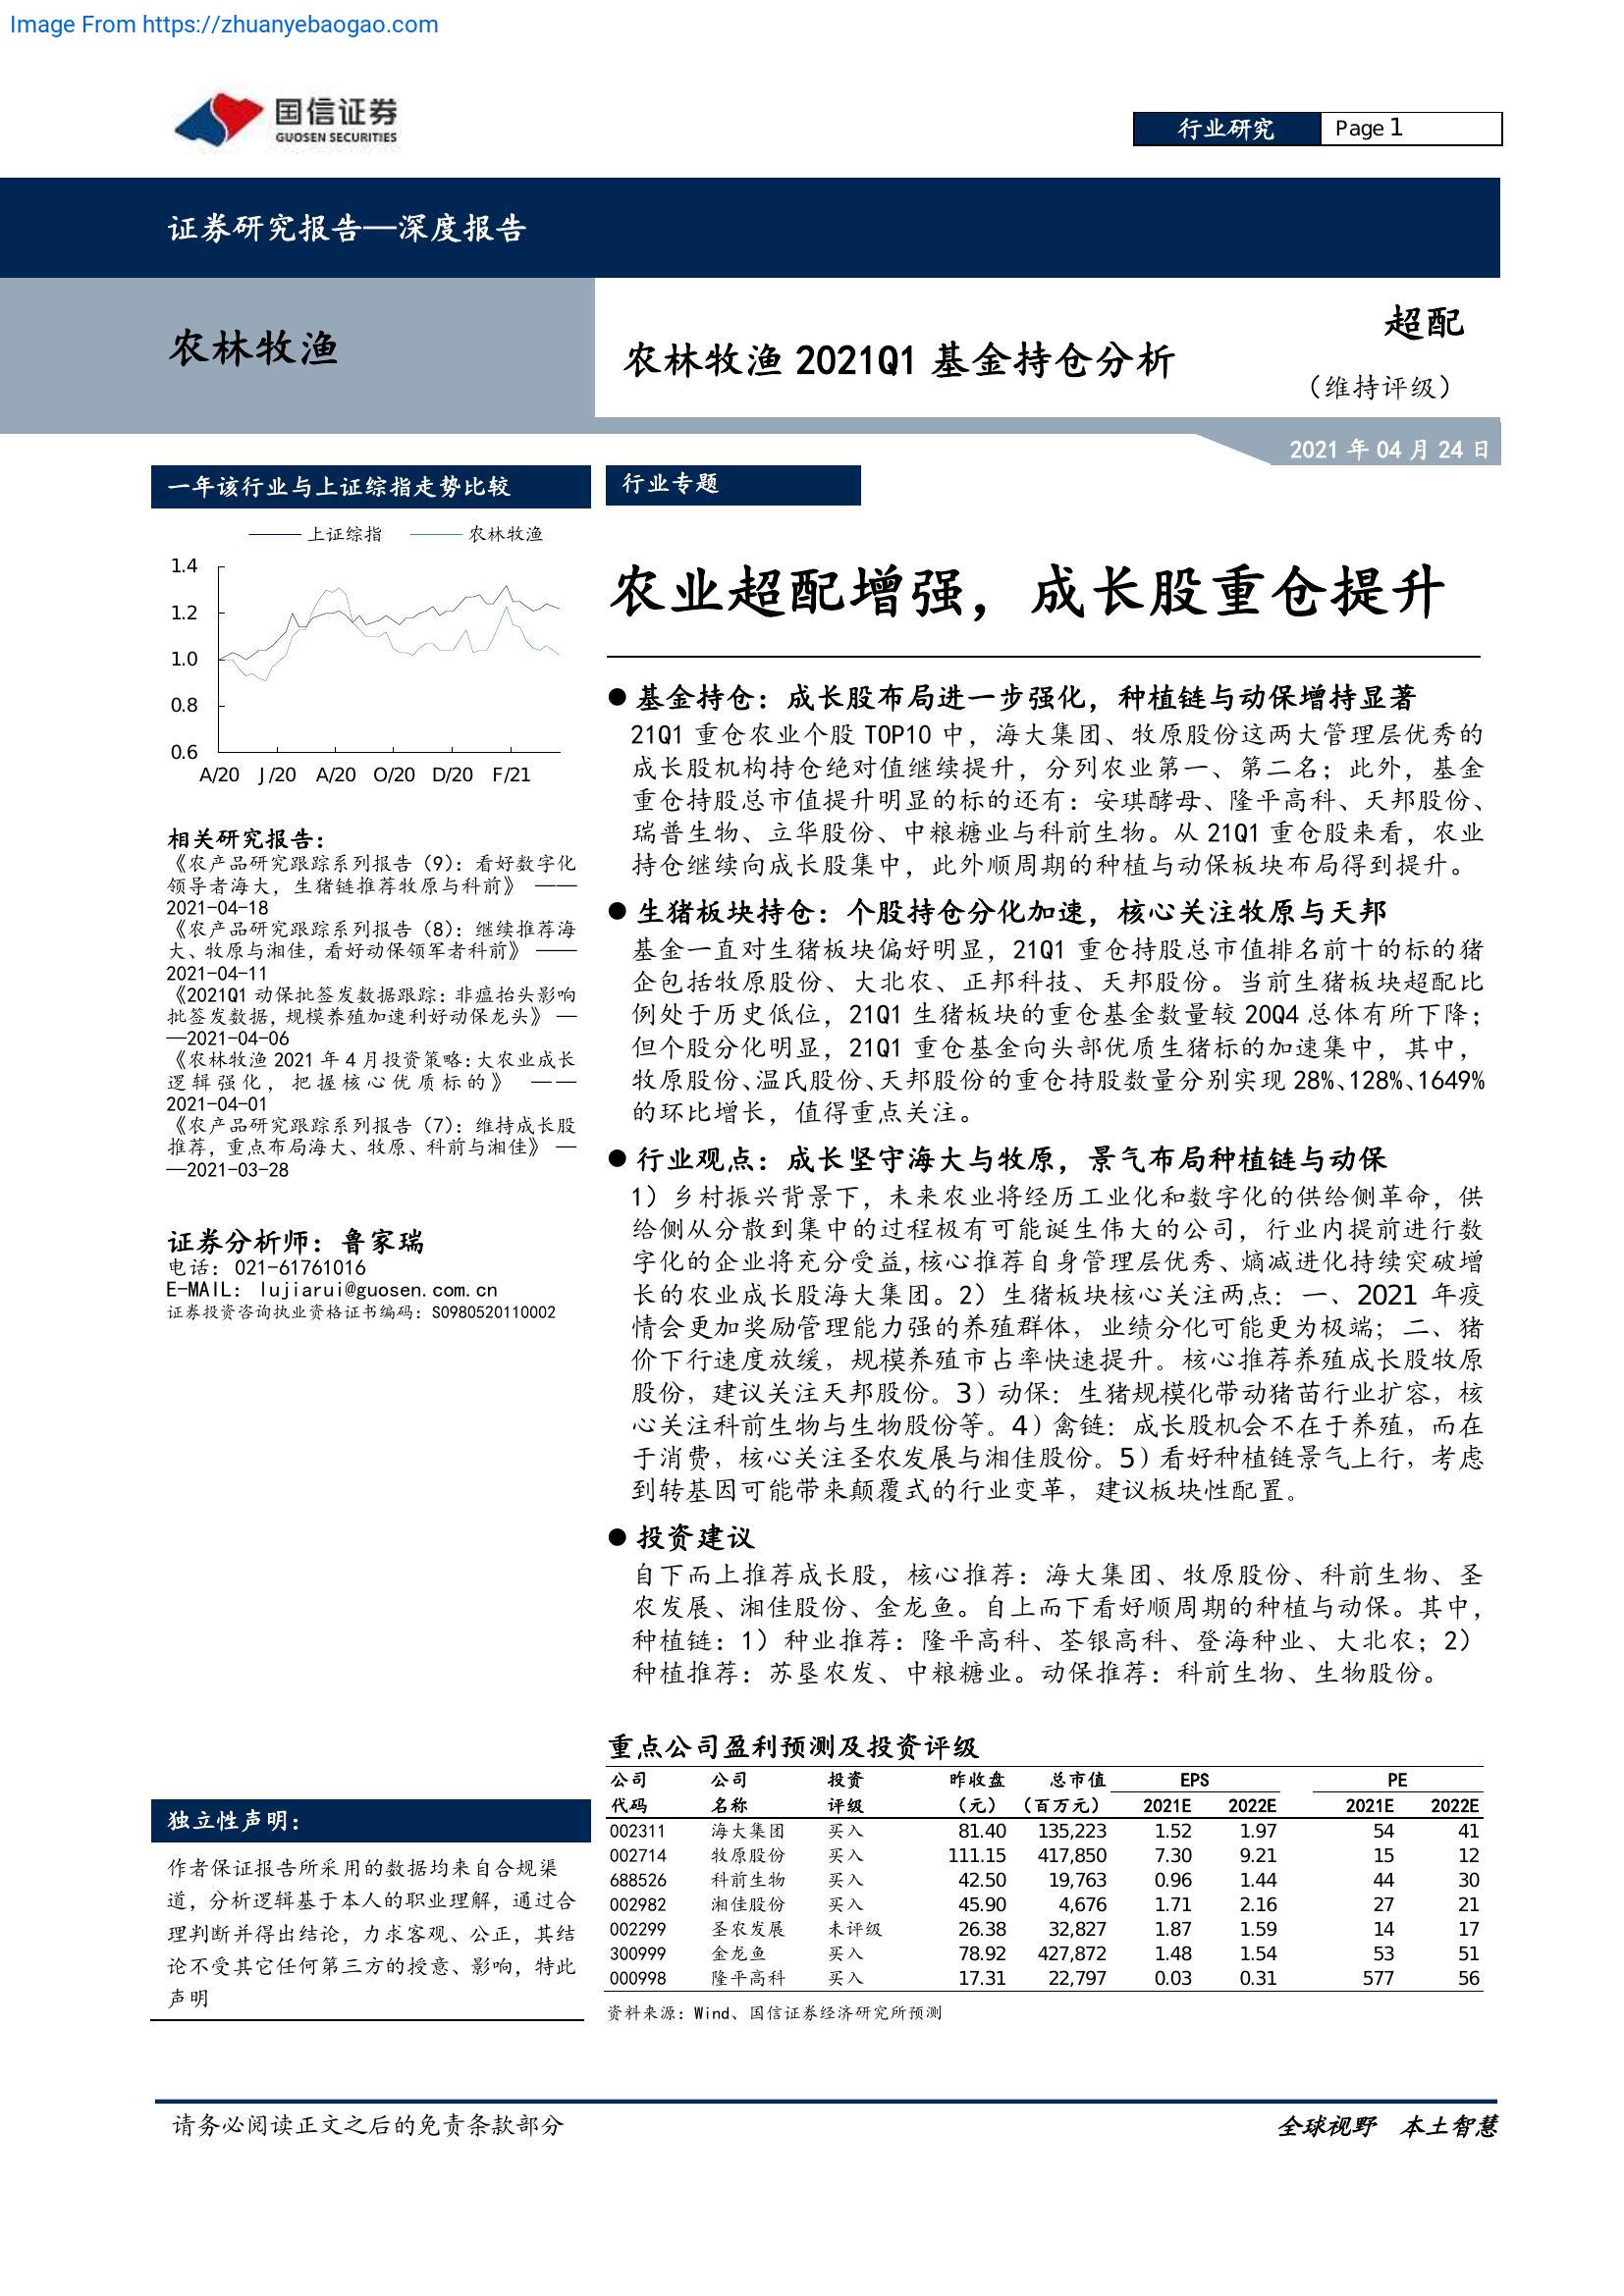 Image From https://zhuanyebaogao.com
国信证券
GUOSEN SECURITIES
行业研究
Page 1
证券研究报告—深度报告
农林牧渔
农林牧渔 2021Q1 基金持仓分析
超配
（维持评级）
2021 年 04 月 24 日
一年该行业与上证综指走势比较
上证综指 农林牧渔
1.4
1.2
1.0
0.8
0.6
A/20 J/20 A/20 O/20 D/20 F/21
相关研究报告：
《农产品研究跟踪系列报告（9）：看好数字化
领导者海大，生猪链推荐牧原与科前》 ——
2021-04-18
《农产品研究跟踪系列报告（8）：继续推荐海
大、牧原与湘佳，看好动保领军者科前》 ——
2021-04-11
《2021Q1 动保批签发数据跟踪：非瘟抬头影响
批签发数据，规模养殖加速利好动保龙头》 —
—2021-04-06
《农林牧渔 2021 年 4 月投资策略：大农业成长
逻辑强化，把握核心优质标的》 ——
2021-04-01
《农产品研究跟踪系列报告（7）：维持成长股
推荐，重点布局海大、牧原、科前与湘佳》 —
—2021-03-28
证券分析师：鲁家瑞
电话：021-61761016
E-MAIL: lujiarui@guosen.com.cn
证券投资咨询执业资格证书编码：S0980520110002
独立性声明：
作者保证报告所采用的数据均来自合规渠
道，分析逻辑基于本人的职业理解，通过合
理判断并得出结论，力求客观、公正，其结
论不受其它任何第三方的授意、影响，特此
声明
行业专题
农业超配增强，成长股重仓提升
● 基金持仓：成长股布局进一步强化，种植链与动保增持显著
21Q1 重仓农业个股 TOP10 中，海大集团、牧原股份这两大管理层优秀的
成长股机构持仓绝对值继续提升，分列农业第一、第二名；此外，基金
重仓持股总市值提升明显的标的还有：安琪酵母、隆平高科、天邦股份、
瑞普生物、立华股份、中粮糖业与科前生物。从 21Q1 重仓股来看，农业
持仓继续向成长股集中，此外顺周期的种植与动保板块布局得到提升。
● 生猪板块持仓：个股持仓分化加速，核心关注牧原与天邦
基金一直对生猪板块偏好明显，21Q1 重仓持股总市值排名前十的标的猪
企包括牧原股份、大北农、正邦科技、天邦股份。当前生猪板块超配比
例处于历史低位，21Q1 生猪板块的重仓基金数量较 20Q4 总体有所下降；
但个股分化明显，21Q1 重仓基金向头部优质生猪标的加速集中，其中，
牧原股份、温氏股份、天邦股份的重仓持股数量分别实现 28%、128%、1649%
的环比增长，值得重点关注。
● 行业观点：成长坚守海大与牧原，景气布局种植链与动保
1）乡村振兴背景下，未来农业将经历工业化和数字化的供给侧革命，供
给侧从分散到集中的过程极有可能诞生伟大的公司，行业内提前进行数
字化的企业将充分受益，核心推荐自身管理层优秀、熵减进化持续突破增
长的农业成长股海大集团。2）生猪板块核心关注两点：一、2021 年疫
情会更加奖励管理能力强的养殖群体，业绩分化可能更为极端；二、猪
价下行速度放缓，规模养殖市占率快速提升。核心推荐养殖成长股牧原
股份，建议关注天邦股份。3）动保：生猪规模化带动猪苗行业扩容，核
心关注科前生物与生物股份等。4）禽链：成长股机会不在于养殖，而在
于消费，核心关注圣农发展与湘佳股份。5）看好种植链景气上行，考虑
到转基因可能带来颠覆式的行业变革，建议板块性配置。
● 投资建议
自下而上推荐成长股，核心推荐：海大集团、牧原股份、科前生物、圣
农发展、湘佳股份、金龙鱼。自上而下看好顺周期的种植与动保。其中，
种植链：1）种业推荐：隆平高科、荃银高科、登海种业、大北农；2）
种植推荐：苏垦农发、中粮糖业。动保推荐：科前生物、生物股份。
重点公司盈利预测及投资评级
公司 公司 投资 昨收盘 总市值 EPS PE
代码 名称 评级 （元） （百万元） 2021E 2022E 2021E 2022E
002311 海大集团 买入 81.40 135,223 1.52 1.97 54 41
002714 牧原股份 买入 111.15 417,850 7.30 9.21 15 12
688526 科前生物 买入 42.50 19,763 0.96 1.44 44 30
002982 湘佳股份 买入 45.90 4,676 1.71 2.16 27 21
002299 圣农发展 未评级 26.38 32,827 1.87 1.59 14 17
300999 金龙鱼 买入 78.92 427,872 1.48 1.54 53 51
000998 隆平高科 买入 17.31 22,797 0.03 0.31 577 56
资料来源：Wind、国信证券经济研究所预测
请务必阅读正文之后的免责条款部分
全球视野 本土智慧